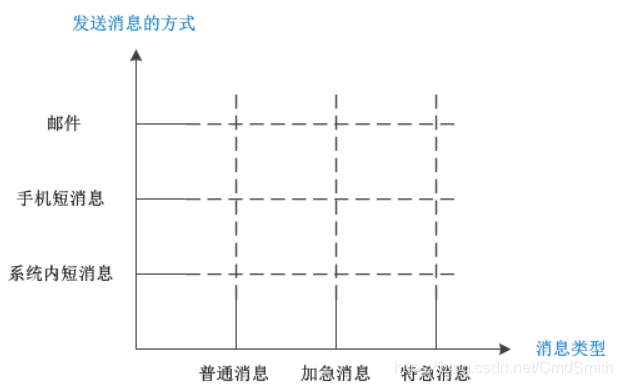 发送消息的方式
邮件
手机短消息
系统内短消息
消息类型
普通消息 加急消息 特急消息
https://blog.csdn.net/CmdSmith